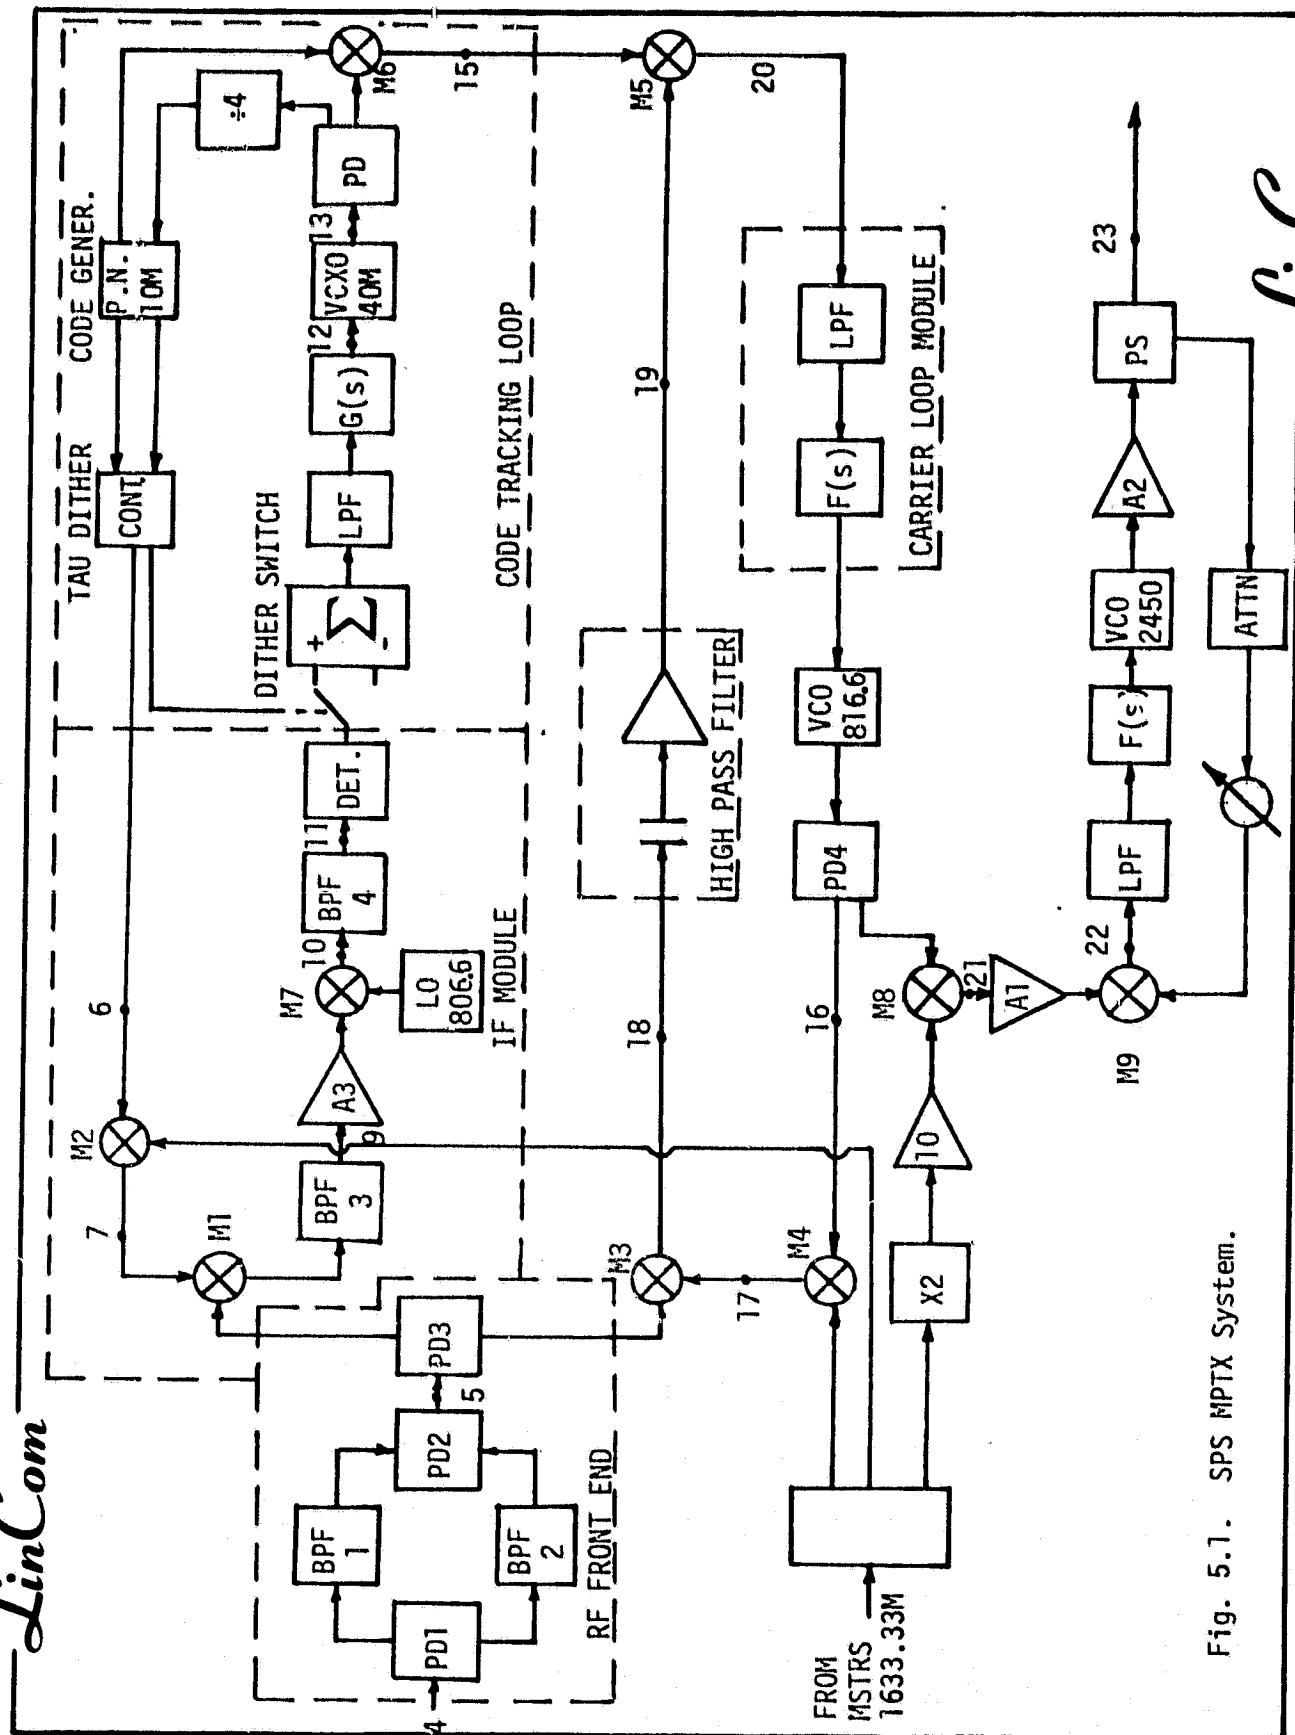 LinCom
TAU DITHER
CODE GENER.
CONT.
P.N.
10M
÷4
DITHER SWITCH
+
Σ
-
LPF
G(s)
12
VCXO
40M
13
PD
M6
15
CODE TRACKING LOOP
6
M2
7
M1
BPF
3
9
A3
M7
10
LO
806.6
BPF
4
11
DET.
IF MODULE
4
PD1
BPF
1
BPF
2
PD2
5
PD3
RF FRONT END
M3
18
HIGH PASS FILTER
19
M5
20
LPF
F(s)
CARRIER LOOP MODULE
VCO
816.6
PD4
16
M4
17
FROM
MSTRS
1633.33M
X2
10
M8
21
A1
M9
22
LPF
F(s)
VCO
2450
A2
PS
23
ATTN
Fig. 5.1. SPS MPTX System.